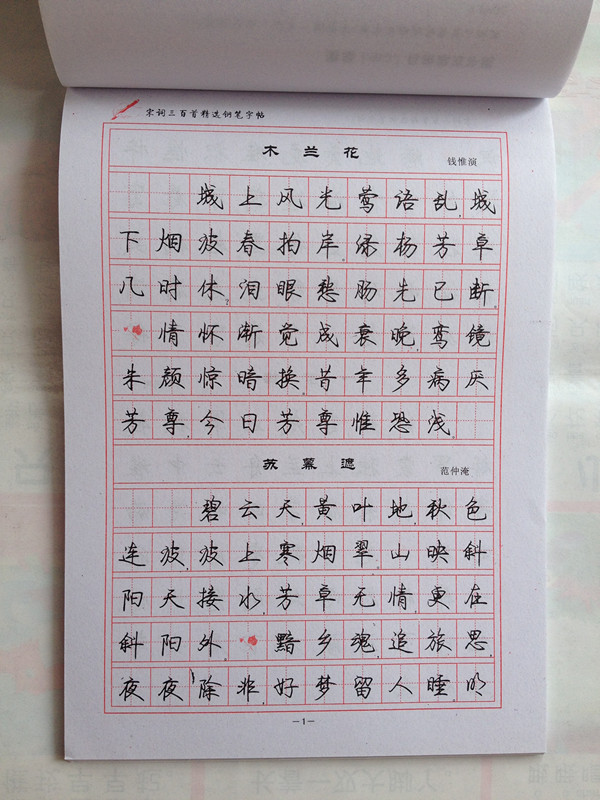 宋词三百首精选钢笔字帖
木兰花
钱惟演
城上风光莺语乱,城
下烟波春拍岸。绿杨芳草
几时休?泪眼愁肠先已断。
情怀渐觉成衰晚,鸾镜
朱颜惊暗换。昔年多病厌
芳尊,今日芳尊惟恐浅。
苏幕遮
范仲淹
碧云天,黄叶地,秋色
连波,波上寒烟翠。山映斜
阳天接水,芳草无情,更在
斜阳外。黯乡魂,追旅思。
夜夜除非,好梦留人睡。明
-1-